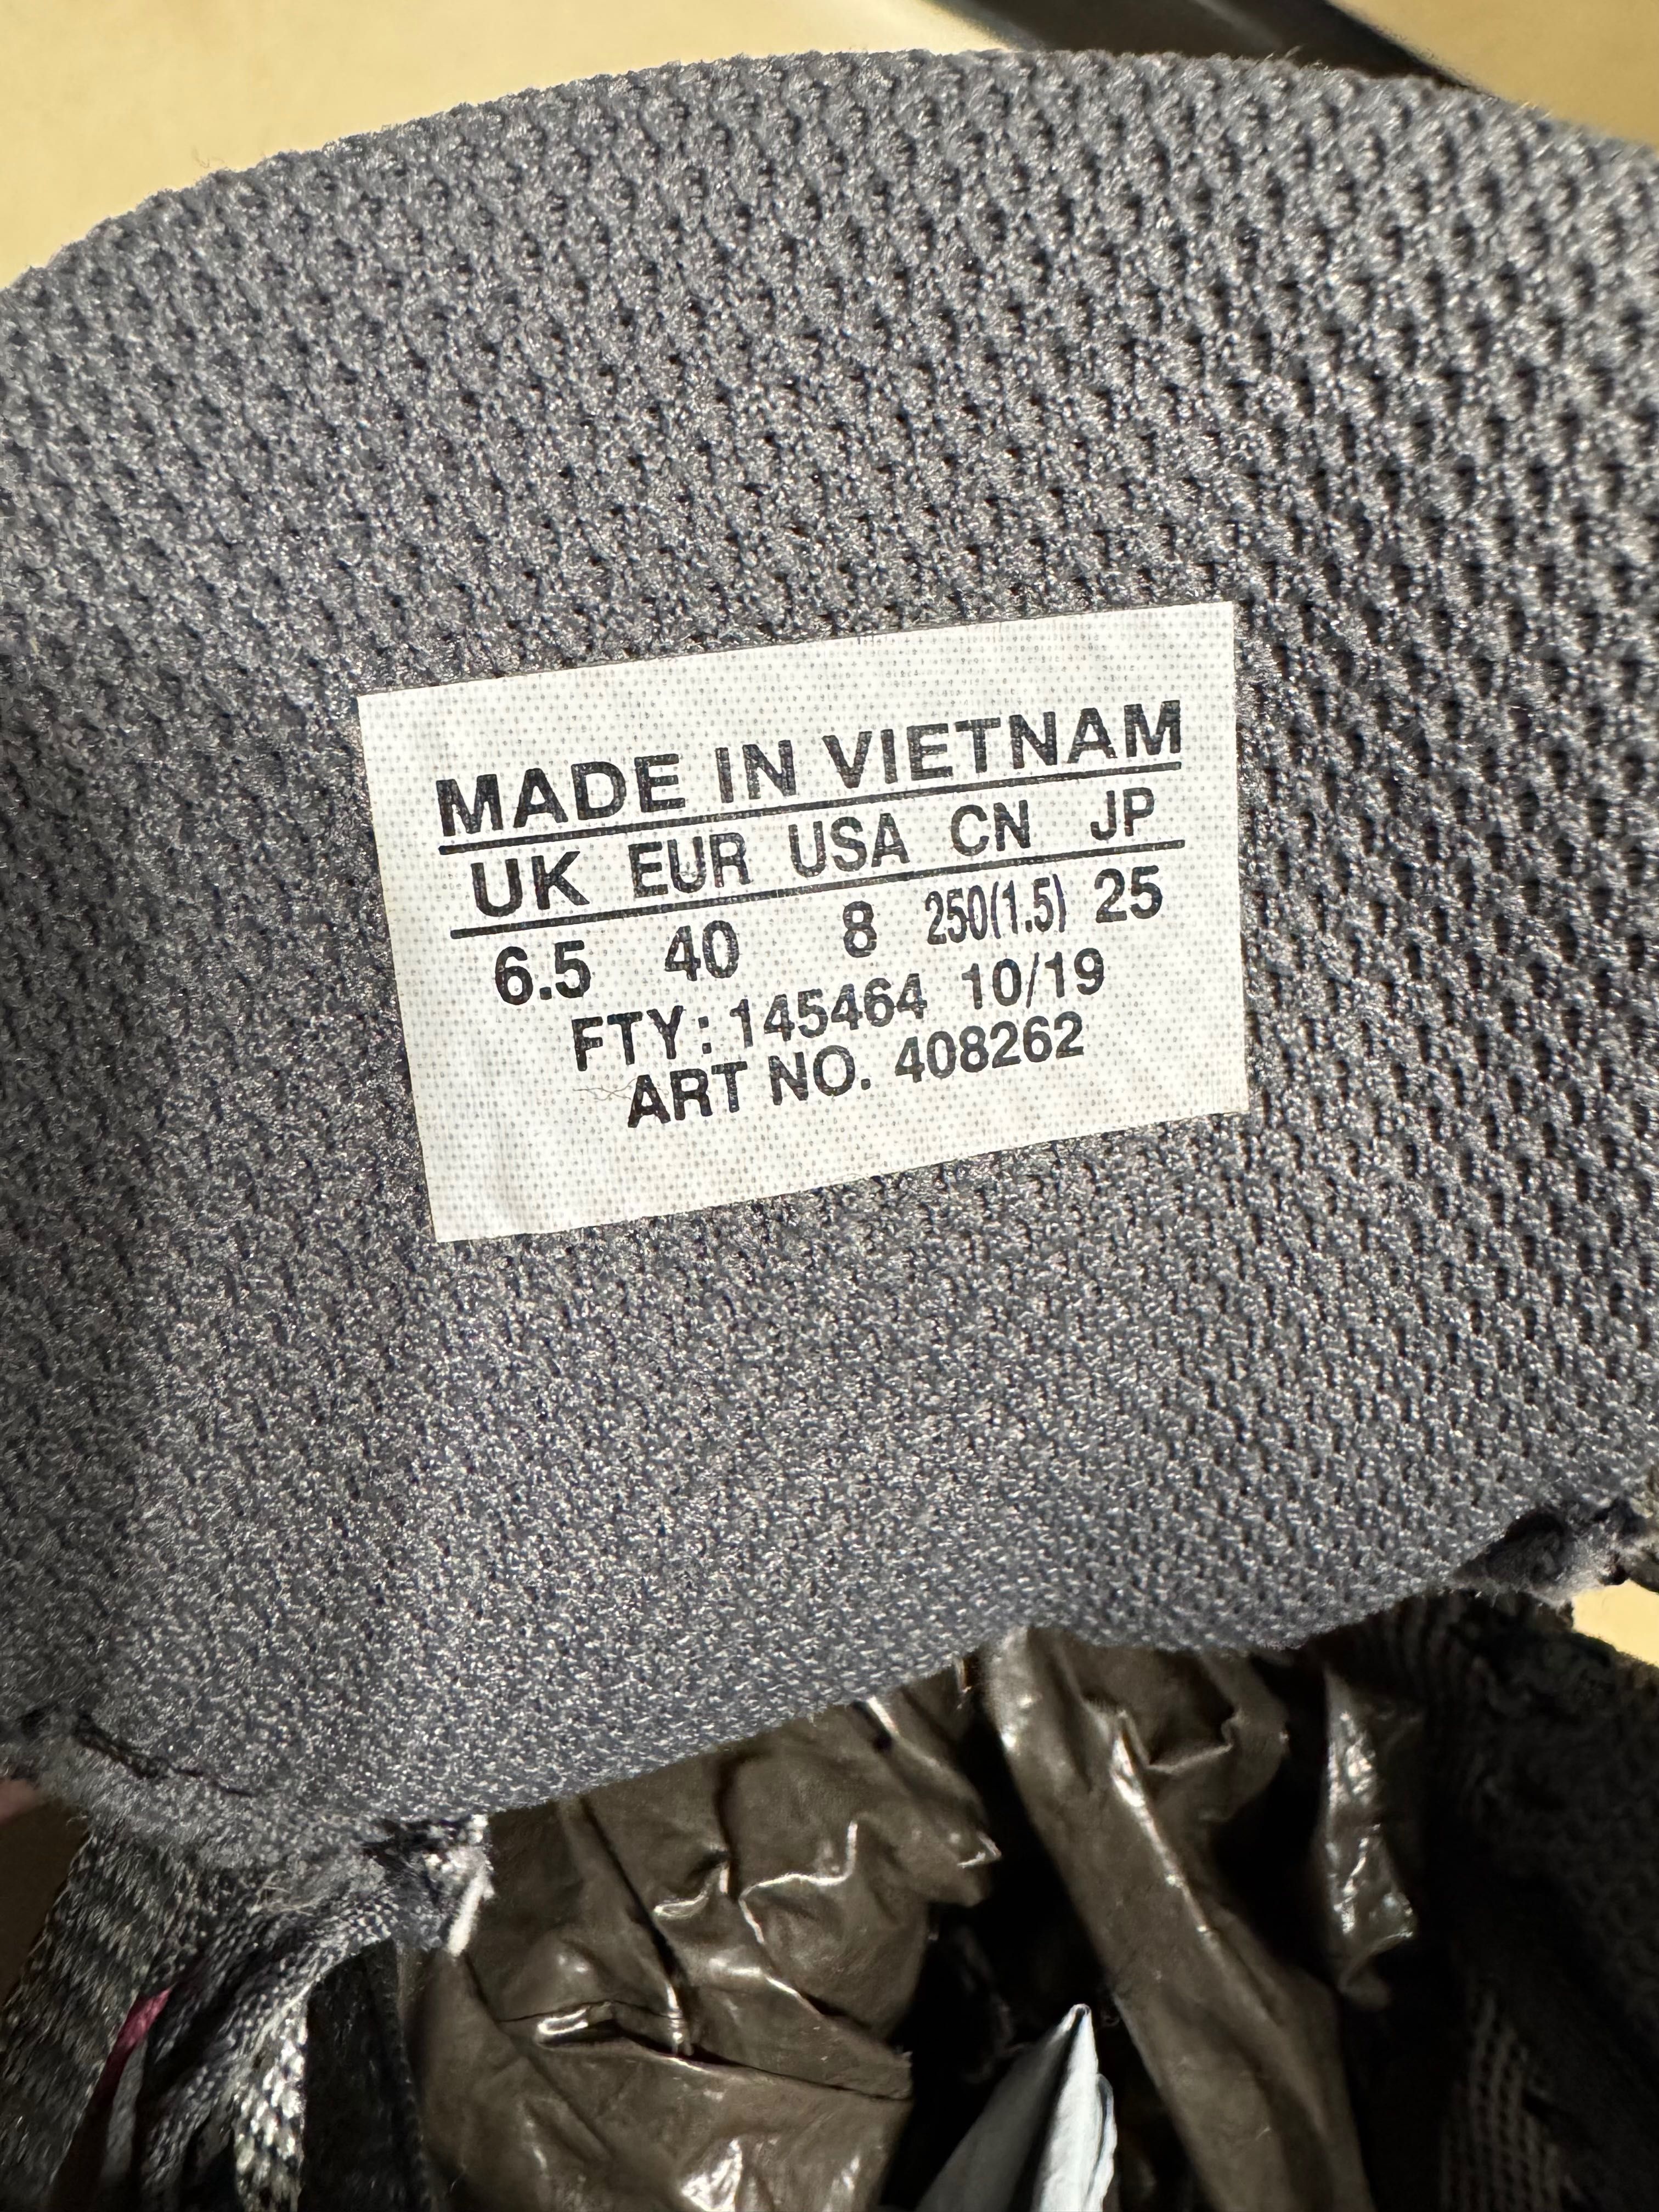 MADE IN VIETNAM
UK EUR USA CN JP
6.5 40 8 250(1.5) 25
FTY: 145464 10/19
ART NO. 408262